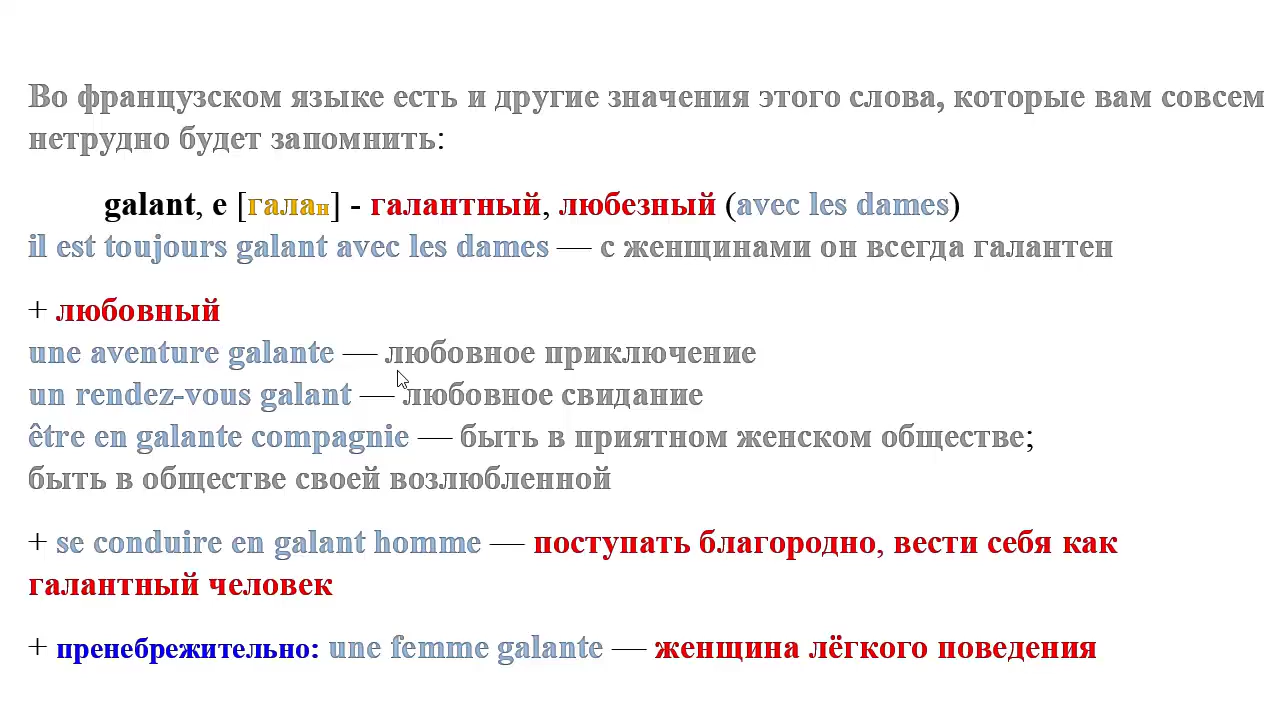 Во французском языке есть и другие значения этого слова, которые вам совсем
нетрудно будет запомнить:
galant, e [галан] - галантный, любезный (avec les dames)
il est toujours galant avec les dames — с женщинами он всегда галантен
+ любовный
une aventure galante — любовное приключение
un rendez-vous galant — любовное свидание
être en galante compagnie — быть в приятном женском обществе;
быть в обществе своей возлюбленной
+ se conduire en galant homme — поступать благородно, вести себя как
галантный человек
+ пренебрежительно: une femme galante — женщина лёгкого поведения